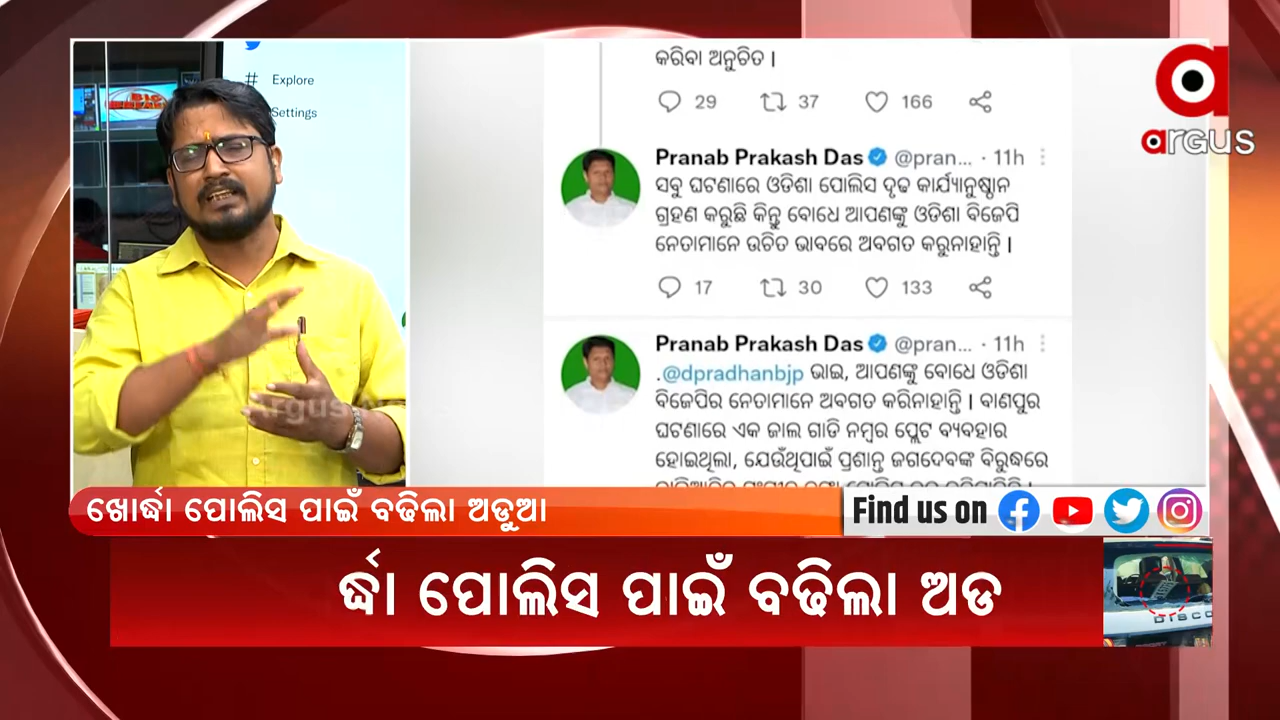 # Explore
Settings
କରିବା ଅନୁଚିତ |
29 37 166
Pranab Prakash Das @pran... · 11h
ସବୁ ଘଟଣାରେ ଓଡିଶା ପୋଲିସ ଦୃଢ କାର୍ଯ୍ୟାନୁଷ୍ଠାନ
ଗ୍ରହଣ କରୁଛି କିନ୍ତୁ ବୋଧେ ଆପଣଙ୍କୁ ଓଡିଶା ବିଜେପି
ନେତାମାନେ ଉଚିତ ଭାବରେ ଅବଗତ କରୁନାହାନ୍ତି |
17 30 133
Pranab Prakash Das @pran... · 11h
.@dpradhanbjp ଭାଇ, ଆପଣଙ୍କୁ ବୋଧେ ଓଡିଶା
ବିଜେପିର ନେତାମାନେ ଅବଗତ କରିନାହାନ୍ତି | ବାଣପୁର
ଘଟଣାରେ ଏକ ଜାଲ ଗାଡି ନମ୍ବର ପ୍ଲେଟ ବ୍ୟବହାର
ହୋଇଥିଲା, ଯେଉଁଥିପାଇଁ ପ୍ରଶାନ୍ତ ଜଗଦେବଙ୍କ ବିରୁଦ୍ଧରେ
argus
Argus
ଖୋର୍ଦ୍ଧା ପୋଲିସ ପାଇଁ ବଢିଲା ଅଡୁଆ
Find us on
ର୍ଦ୍ଧା ପୋଲିସ ପାଇଁ ବଢିଲା ଅଡ